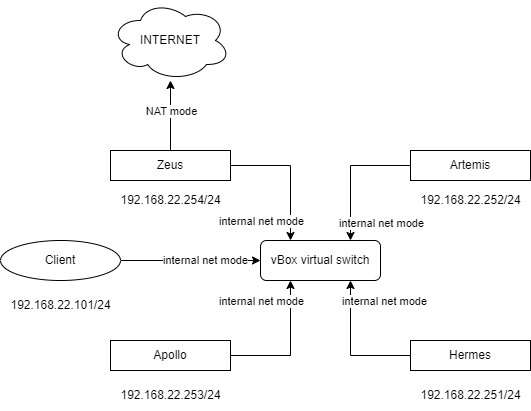 INTERNET
NAT mode
Zeus
Artemis
192.168.22.254/24
192.168.22.252/24
internal net mode
internal net mode
Client
internal net mode
vBox virtual switch
192.168.22.101/24
internal net mode
internal net mode
Apollo
Hermes
192.168.22.253/24
192.168.22.251/24